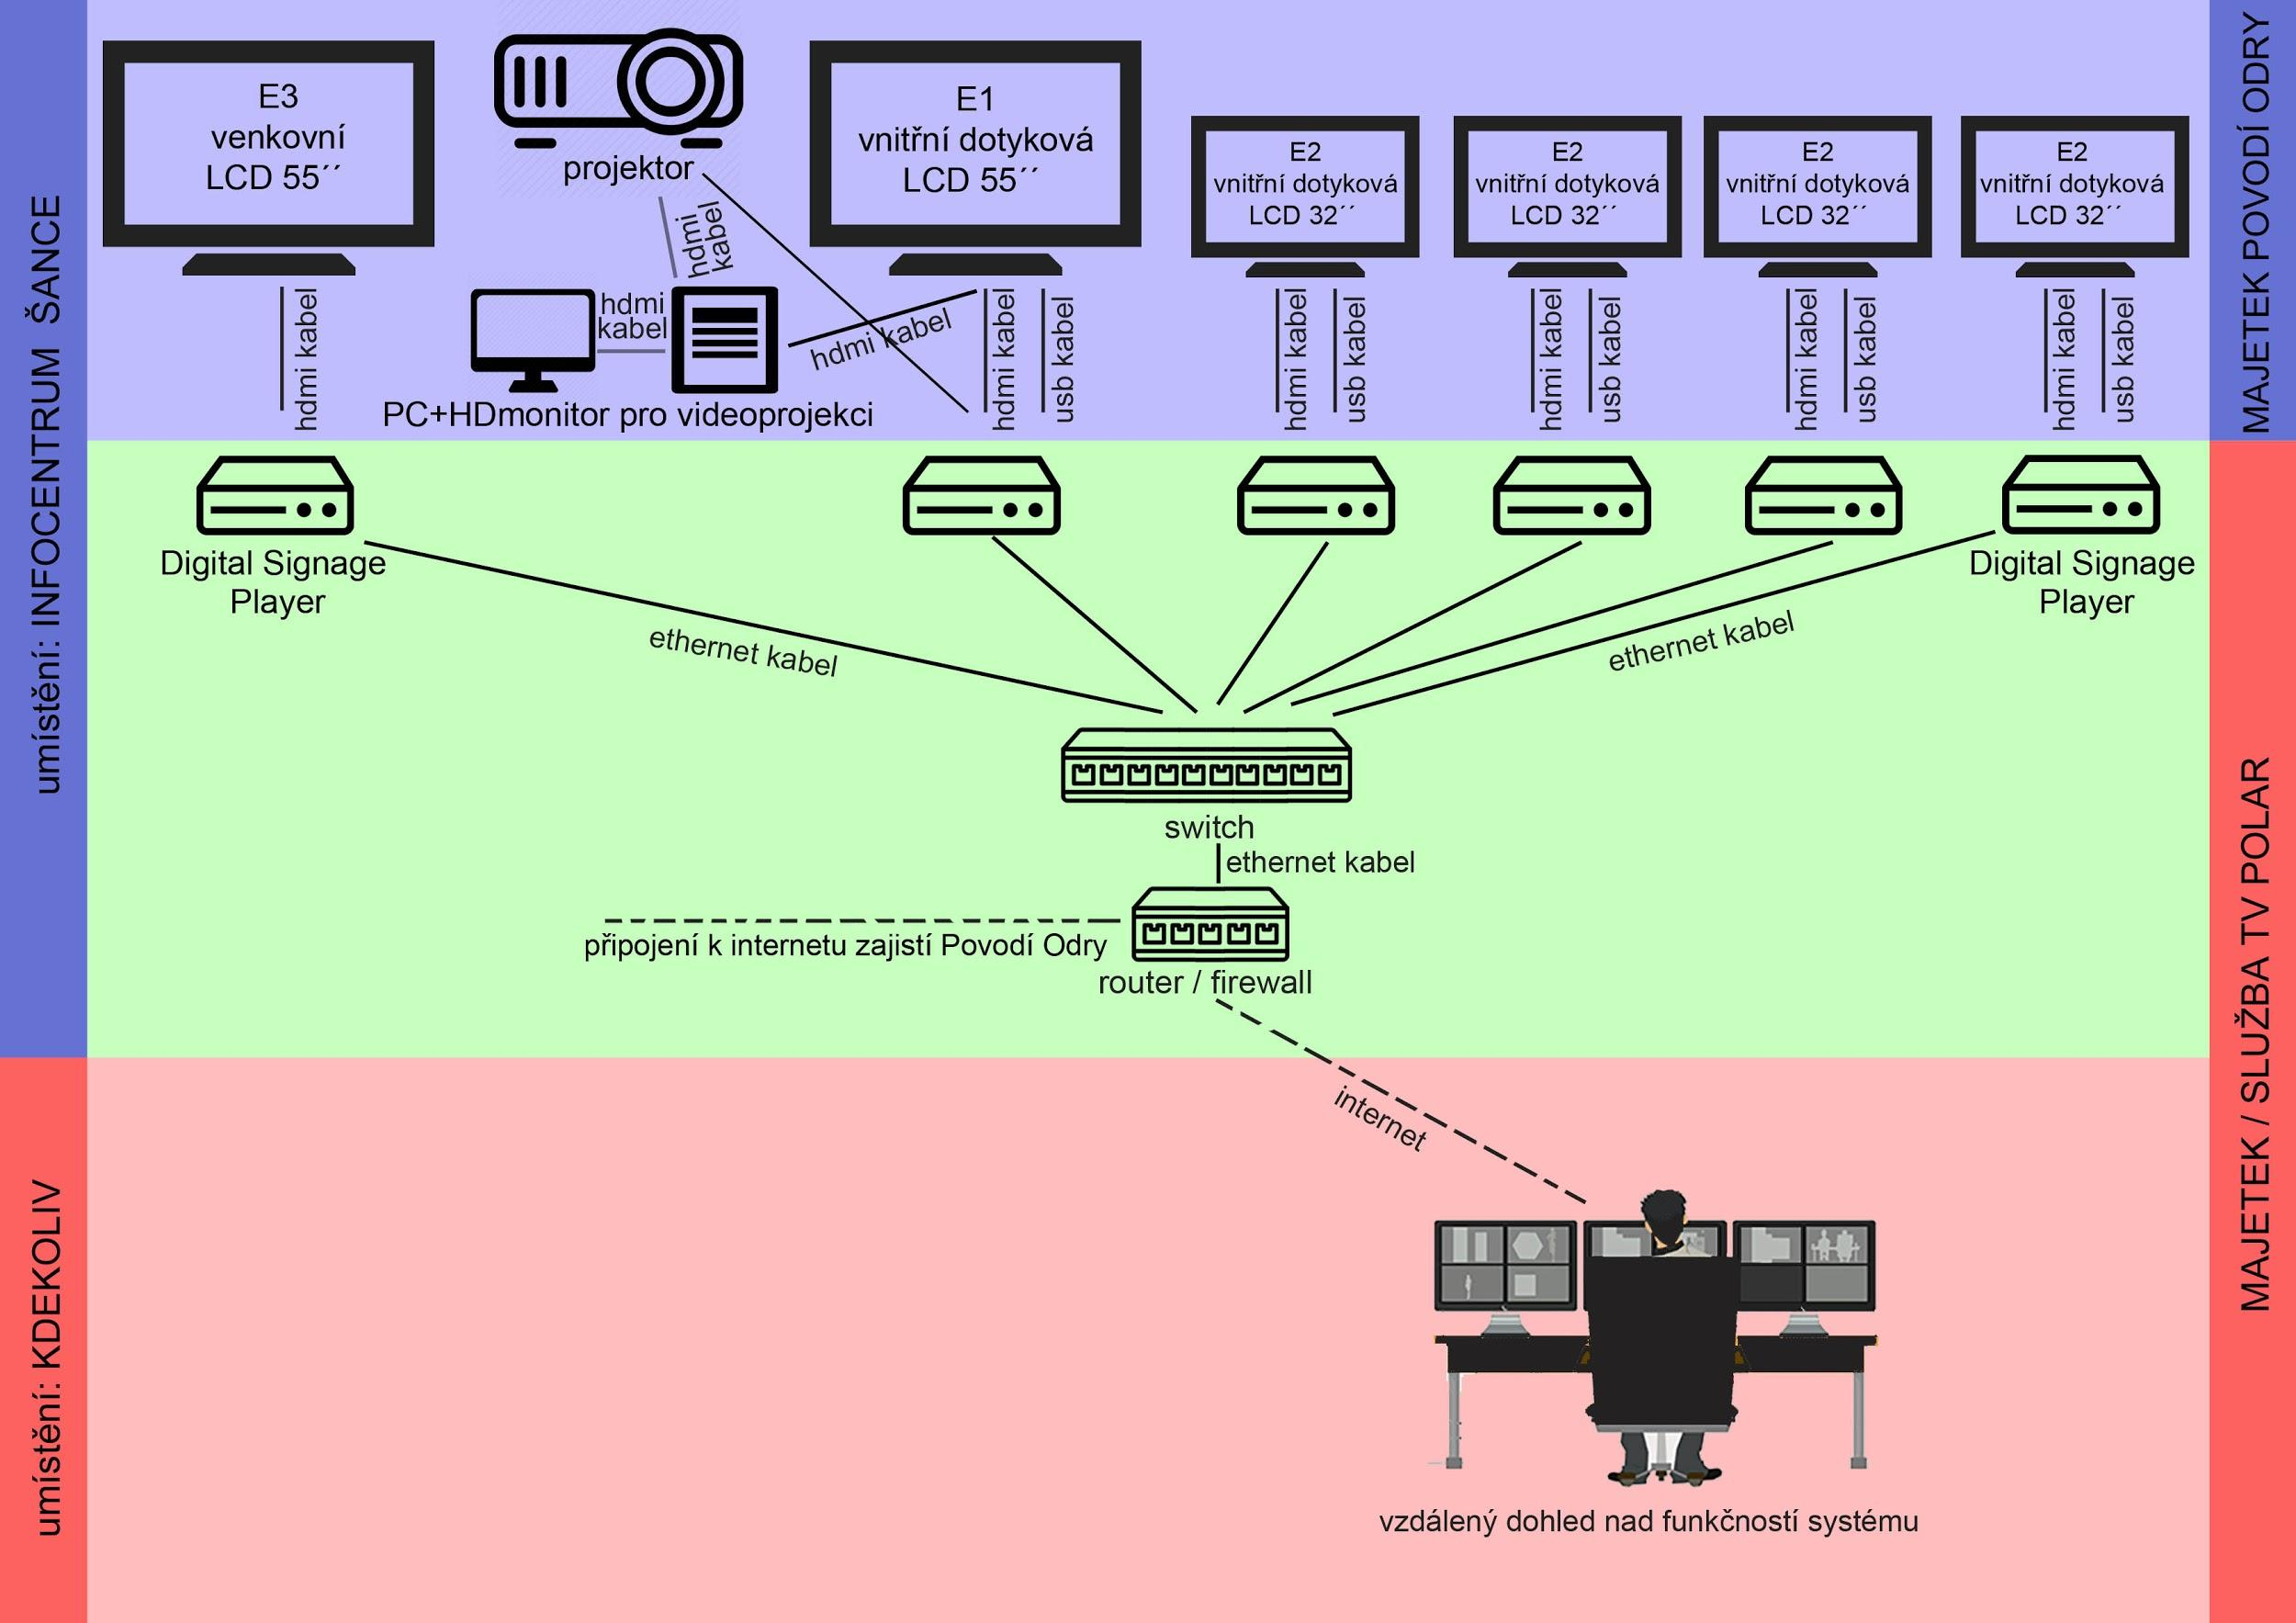 umístění: INFOCENTRUM ŠANCE
umístění: KDEKOLIV
E3
venkovní
LCD 55´´
projektor
E1
vnitřní dotyková
LCD 55´´
E2
vnitřní dotyková
LCD 32´´
E2
vnitřní dotyková
LCD 32´´
E2
vnitřní dotyková
LCD 32´´
E2
vnitřní dotyková
LCD 32´´
hdmi kabel
hdmi
kabel
hdmi
kabel
PC+HDmonitor pro videoprojekci
hdmi kabel
hdmi kabel
usb kabel
hdmi kabel
usb kabel
hdmi kabel
usb kabel
hdmi kabel
usb kabel
hdmi kabel
usb kabel
Digital Signage
Player
Digital Signage
Player
ethernet kabel
ethernet kabel
switch
ethernet kabel
připojení k internetu zajistí Povodí Odry
router / firewall
internet
vzdálený dohled nad funkčností systému
MAJETEK POVODÍ ODRY
MAJETEK / SLUŽBA TV POLAR